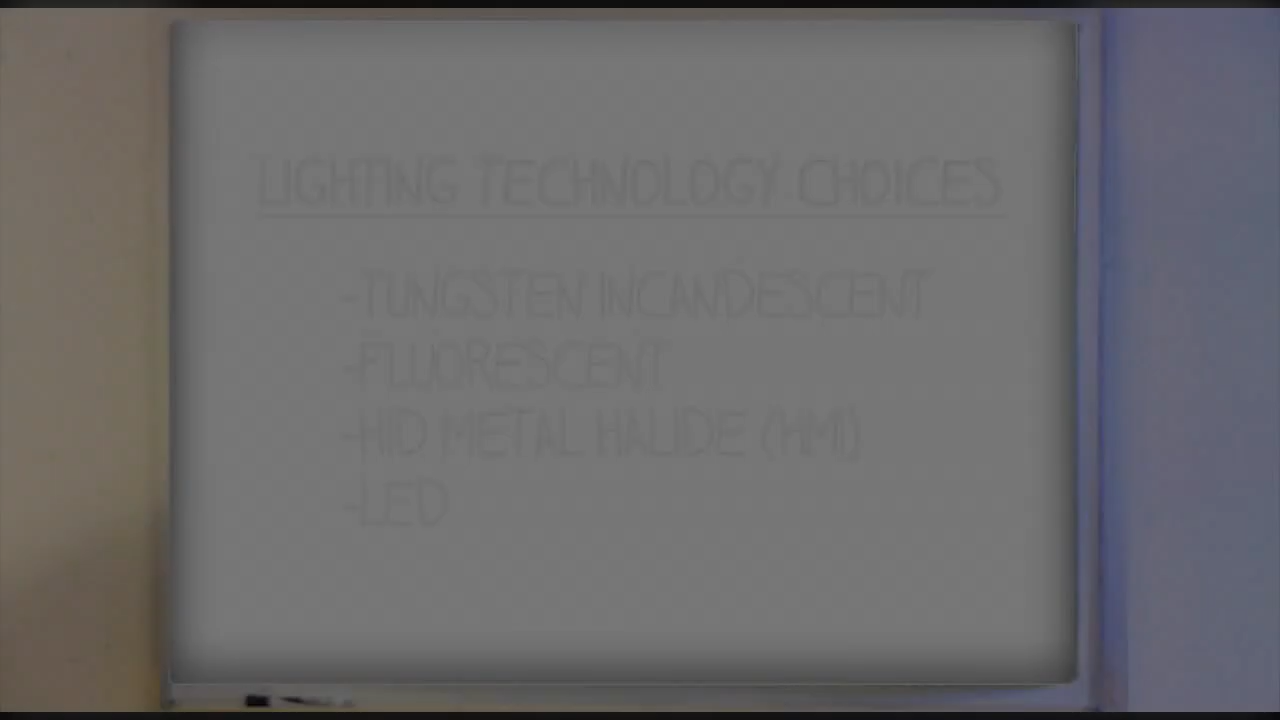 LIGHTING TECHNOLOGY CHOICES
-TUNGSTEN INCANDESCENT
-FLUORESCENT
-HID METAL HALIDE (HMI)
-LED